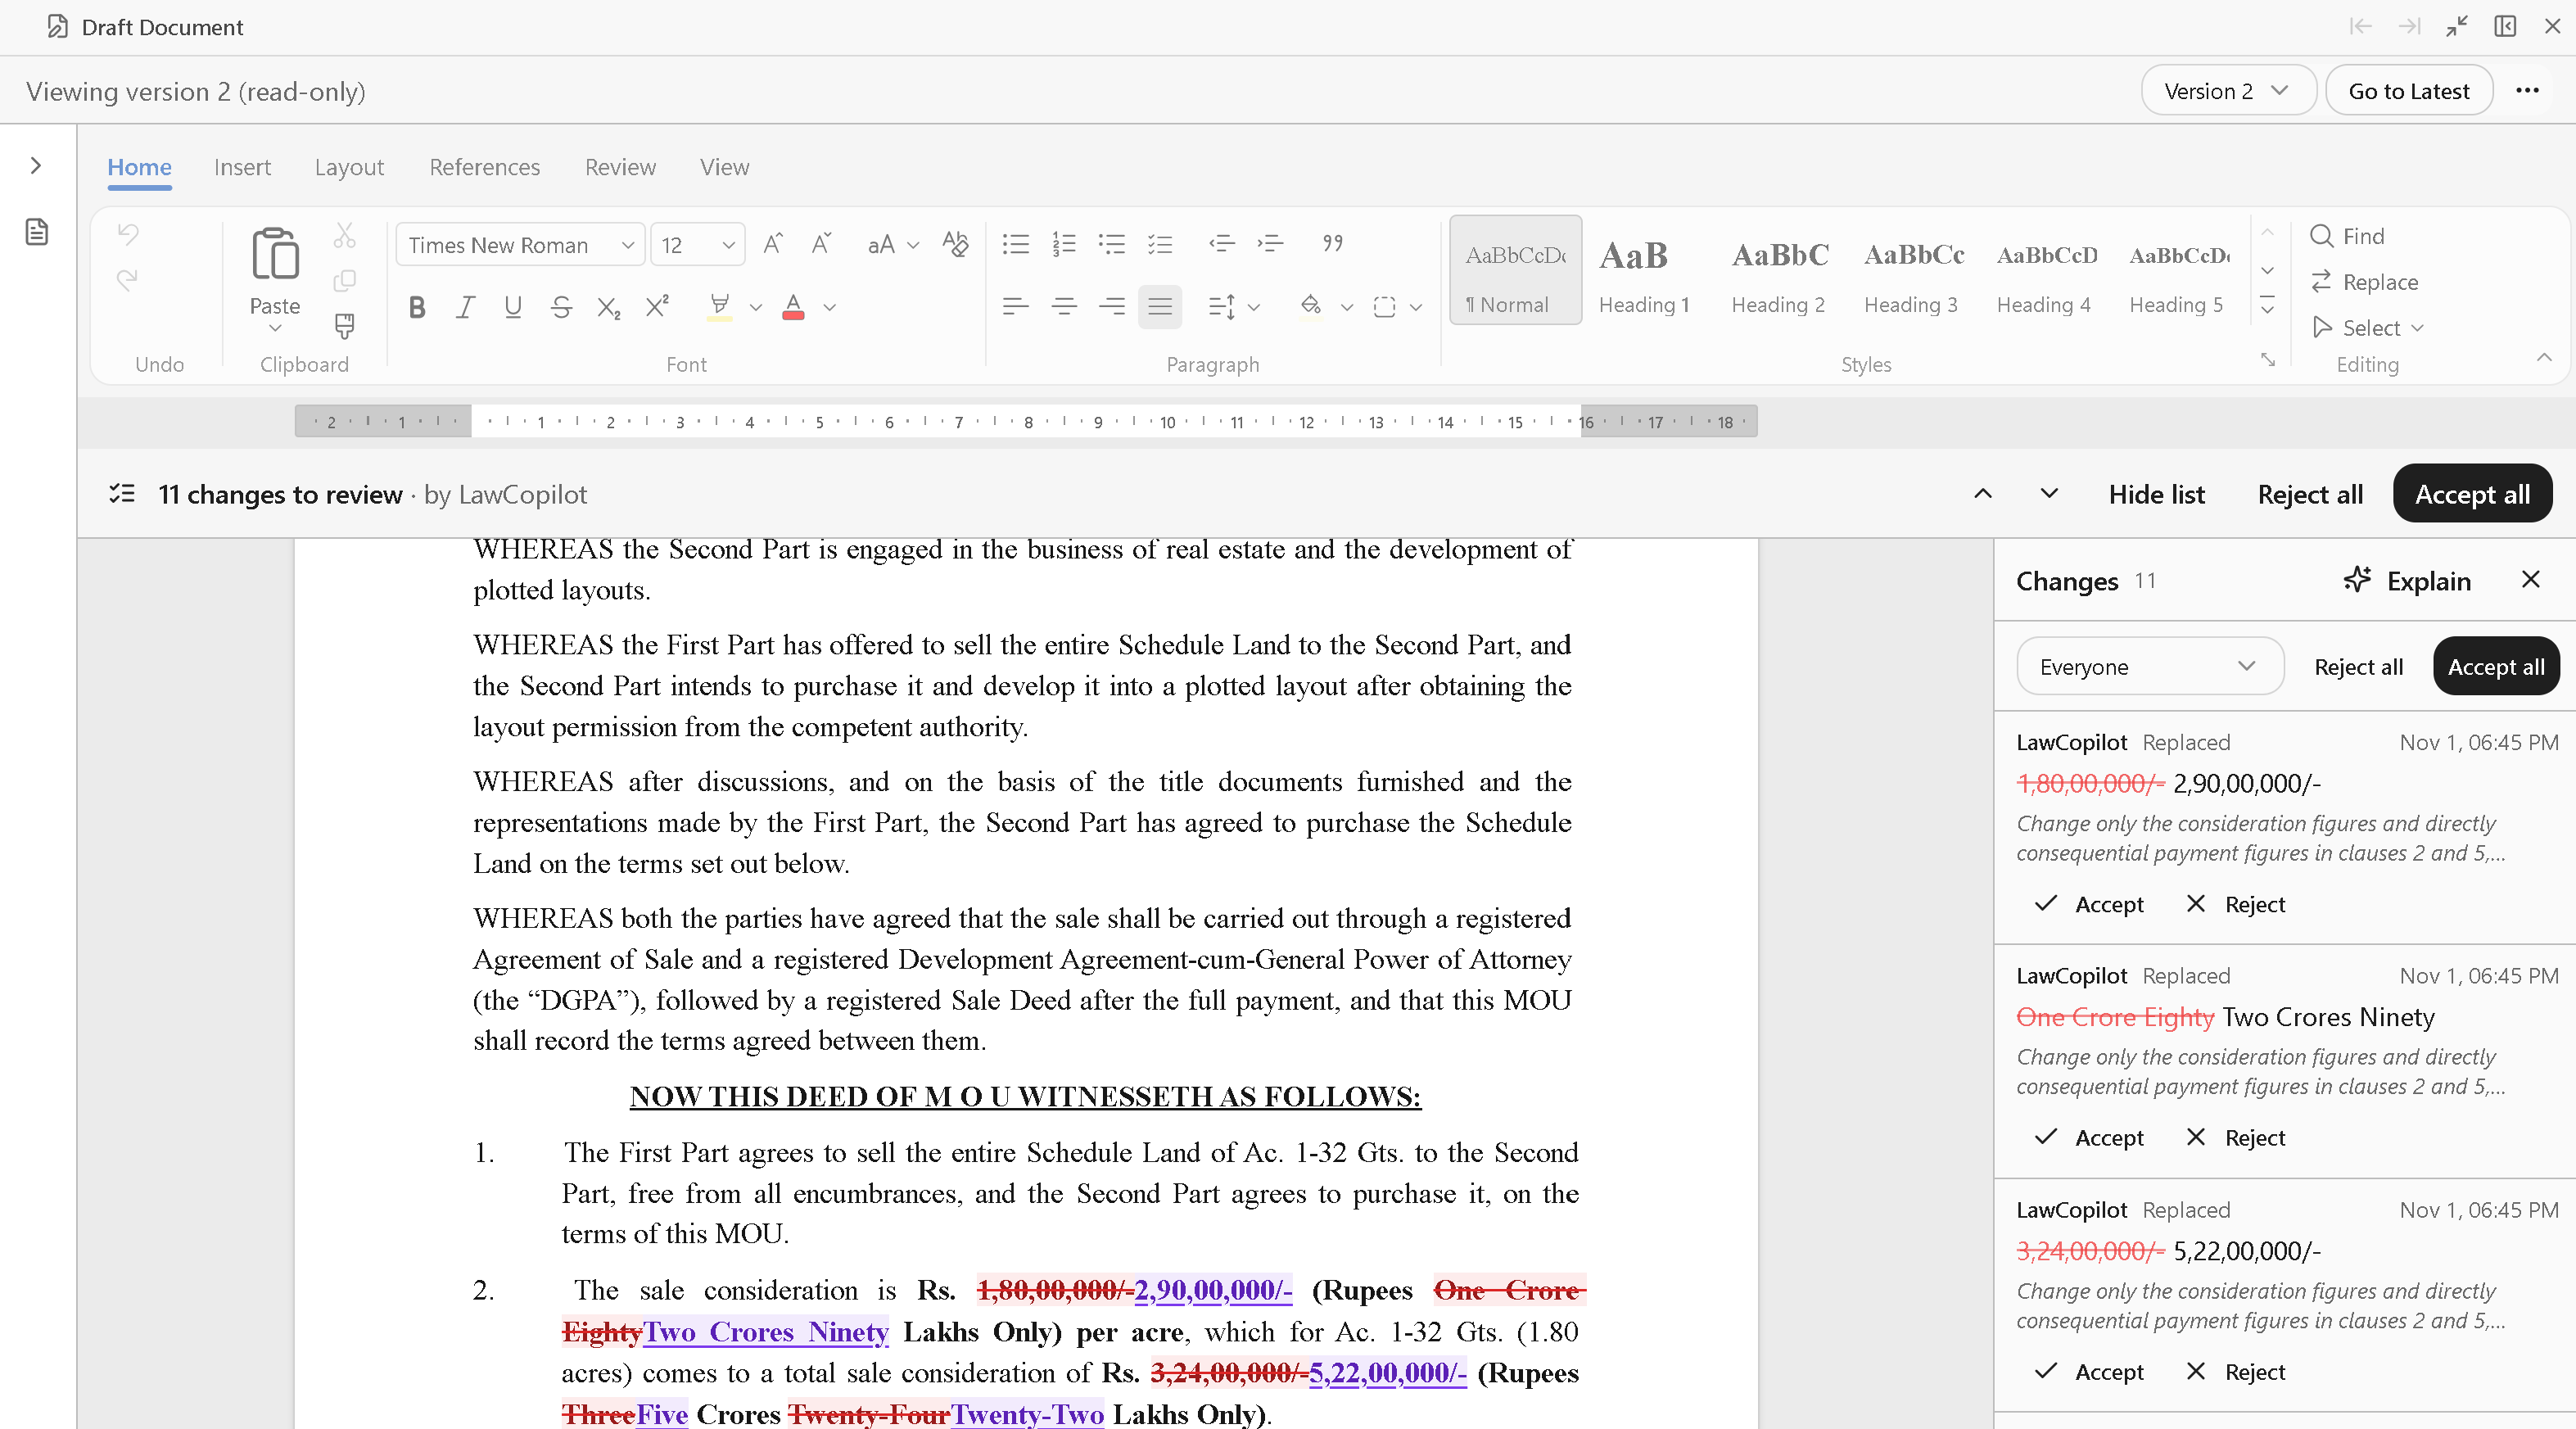 Draft Document
Viewing version 2 (read-only)
Version 2
Go to Latest
Home Insert Layout References Review View
Undo
Paste
Clipboard
Times New Roman 12
Font
Paragraph
AaBbCcDc AaB AaBbC AaBbCc AaBbCcD AaBbCcDc
¶ Normal Heading 1 Heading 2 Heading 3 Heading 4 Heading 5
Styles
Find
Replace
Select
Editing
2 1 1 2 3 4 5 6 7 8 9 10 11 12 13 14 15 16 17 18
11 changes to review · by LawCopilot
Hide list Reject all Accept all
WHEREAS the Second Part is engaged in the business of real estate and the development of
plotted layouts.
WHEREAS the First Part has offered to sell the entire Schedule Land to the Second Part, and
the Second Part intends to purchase it and develop it into a plotted layout after obtaining the
layout permission from the competent authority.
WHEREAS after discussions, and on the basis of the title documents furnished and the
representations made by the First Part, the Second Part has agreed to purchase the Schedule
Land on the terms set out below.
WHEREAS both the parties have agreed that the sale shall be carried out through a registered
Agreement of Sale and a registered Development Agreement-cum-General Power of Attorney
(the “DGPA”), followed by a registered Sale Deed after the full payment, and that this MOU
shall record the terms agreed between them.
NOW THIS DEED OF M O U WITNESSETH AS FOLLOWS:
1. The First Part agrees to sell the entire Schedule Land of Ac. 1-32 Gts. to the Second
Part, free from all encumbrances, and the Second Part agrees to purchase it, on the
terms of this MOU.
2. The sale consideration is Rs. 1,80,00,000/-2,90,00,000/- (Rupees One Crore
EightyTwo Crores Ninety Lakhs Only) per acre, which for Ac. 1-32 Gts. (1.80
acres) comes to a total sale consideration of Rs. 3,24,00,000/-5,22,00,000/- (Rupees
ThreeFive Crores Twenty-FourTwenty-Two Lakhs Only).
Changes 11 Explain
Everyone Reject all Accept all
LawCopilot Replaced Nov 1, 06:45 PM
1,80,00,000/- 2,90,00,000/-
Change only the consideration figures and directly
consequential payment figures in clauses 2 and 5,...
Accept Reject
LawCopilot Replaced Nov 1, 06:45 PM
One Crore Eighty Two Crores Ninety
Change only the consideration figures and directly
consequential payment figures in clauses 2 and 5,...
Accept Reject
LawCopilot Replaced Nov 1, 06:45 PM
3,24,00,000/- 5,22,00,000/-
Change only the consideration figures and directly
consequential payment figures in clauses 2 and 5,...
Accept Reject